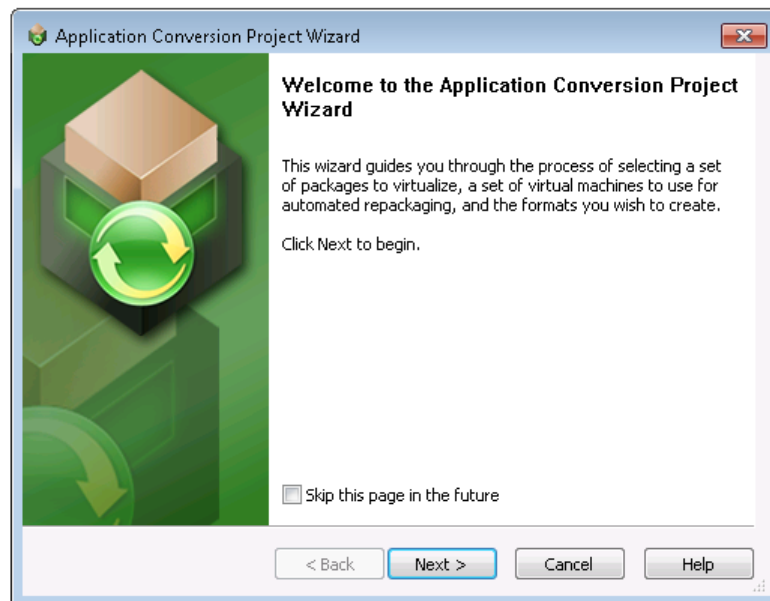 Application Conversion Project Wizard
Welcome to the Application Conversion Project
Wizard
This wizard guides you through the process of selecting a set
of packages to virtualize, a set of virtual machines to use for
automated repackaging, and the formats you wish to create.
Click Next to begin.
Skip this page in the future
< Back
Next >
Cancel
Help